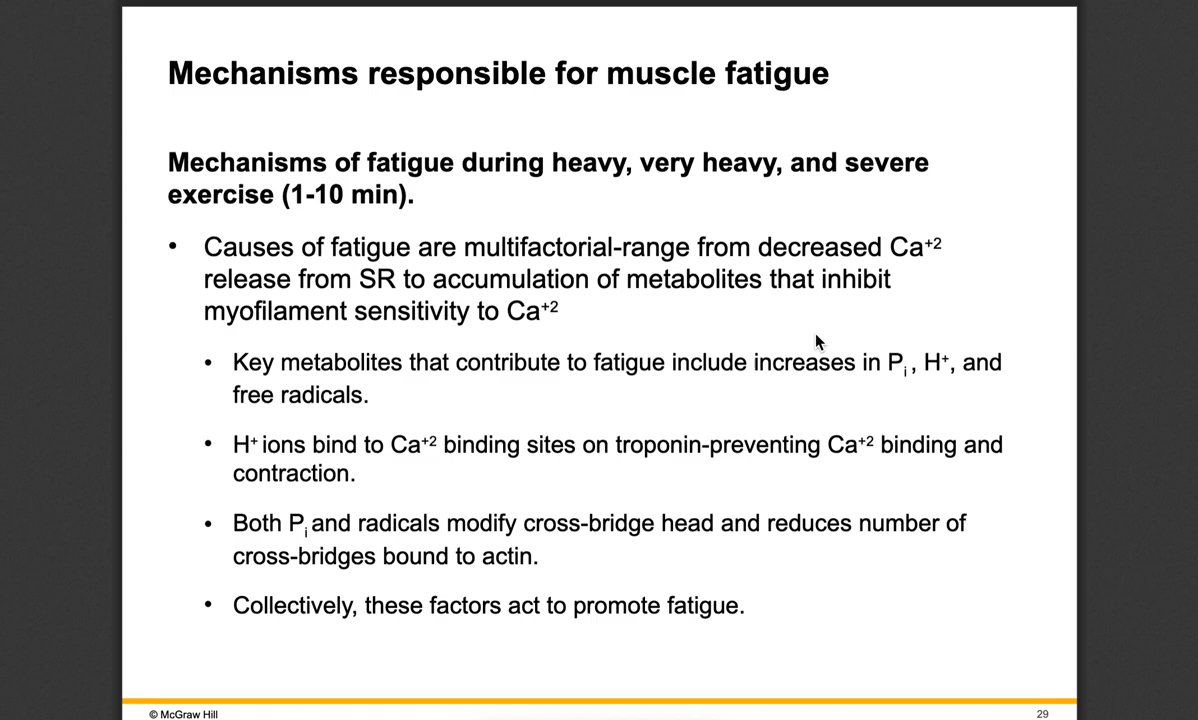 Mechanisms responsible for muscle fatigue
Mechanisms of fatigue during heavy, very heavy, and severe
exercise (1-10 min).
• Causes of fatigue are multifactorial-range from decreased Ca⁺²
release from SR to accumulation of metabolites that inhibit
myofilament sensitivity to Ca⁺²
• Key metabolites that contribute to fatigue include increases in Pᵢ, H⁺, and
free radicals.
• H⁺ ions bind to Ca⁺² binding sites on troponin-preventing Ca⁺² binding and
contraction.
• Both Pᵢ and radicals modify cross-bridge head and reduces number of
cross-bridges bound to actin.
• Collectively, these factors act to promote fatigue.
© McGraw Hill
29